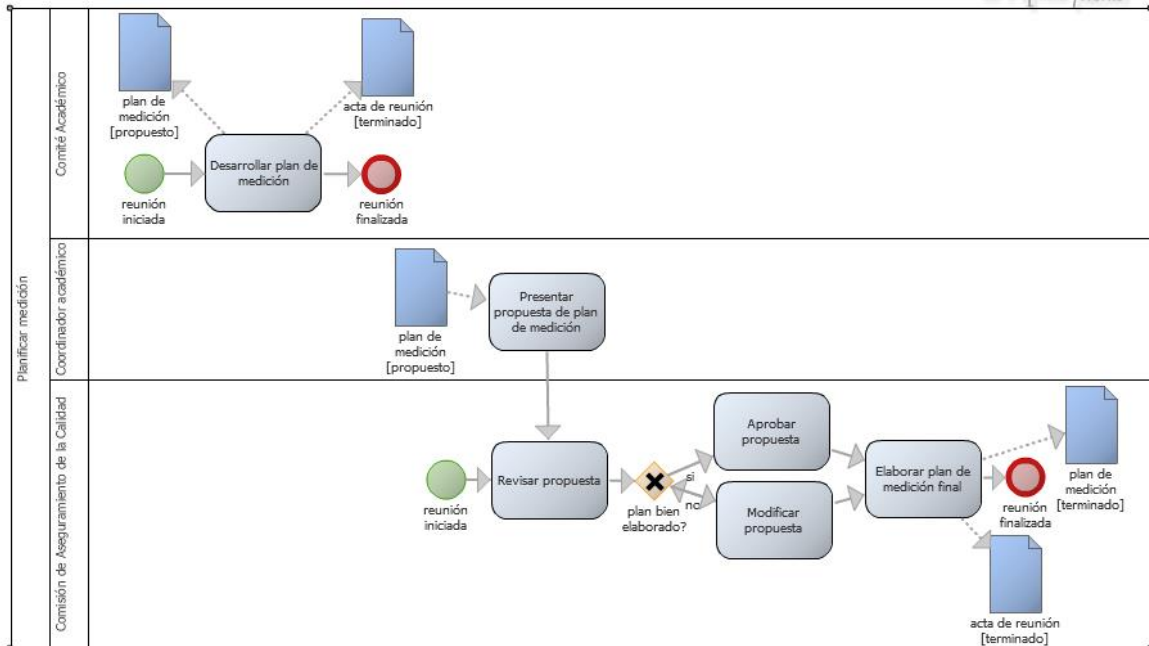 Planificar medición
Comité Académico
plan de
medición
[propuesto]
acta de reunión
[terminado]
Desarrollar plan de
medición
reunión
iniciada
reunión
finalizada
Coordinador académico
plan de
medición
[propuesto]
Presentar
propuesta de plan
de medición
Comisión de Aseguramiento de la Calidad
reunión
iniciada
Revisar propuesta
plan bien
elaborado?
si
no
Aprobar
propuesta
Modificar
propuesta
Elaborar plan de
medición final
reunión
finalizada
plan de
medición
[terminado]
acta de reunión
[terminado]